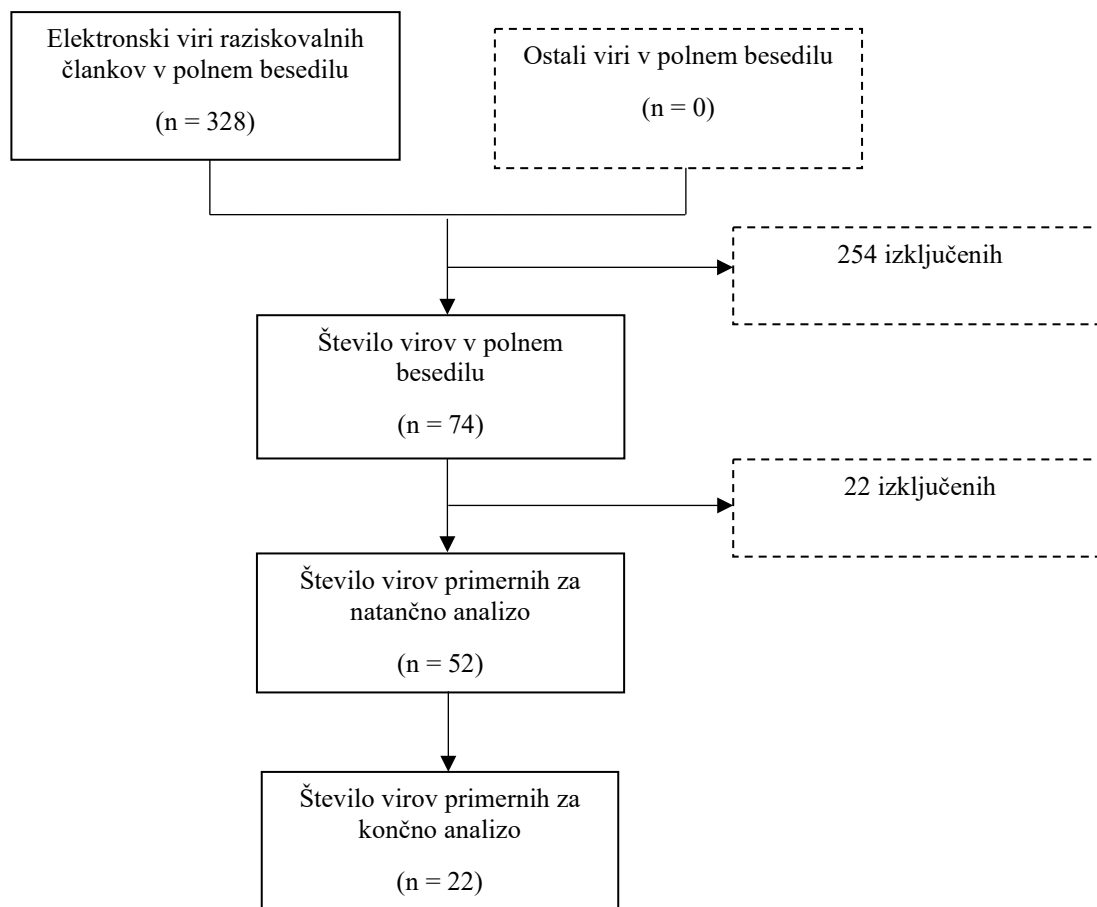 Elektronski viri raziskovalnih
člankov v polnem besedilu
(n = 328)
Ostali viri v polnem besedilu
(n = 0)
254 izključenih
Število virov v polnem
besedilu
(n = 74)
22 izključenih
Število virov primernih za
natančno analizo
(n = 52)
Število virov primernih za
končno analizo
(n = 22)